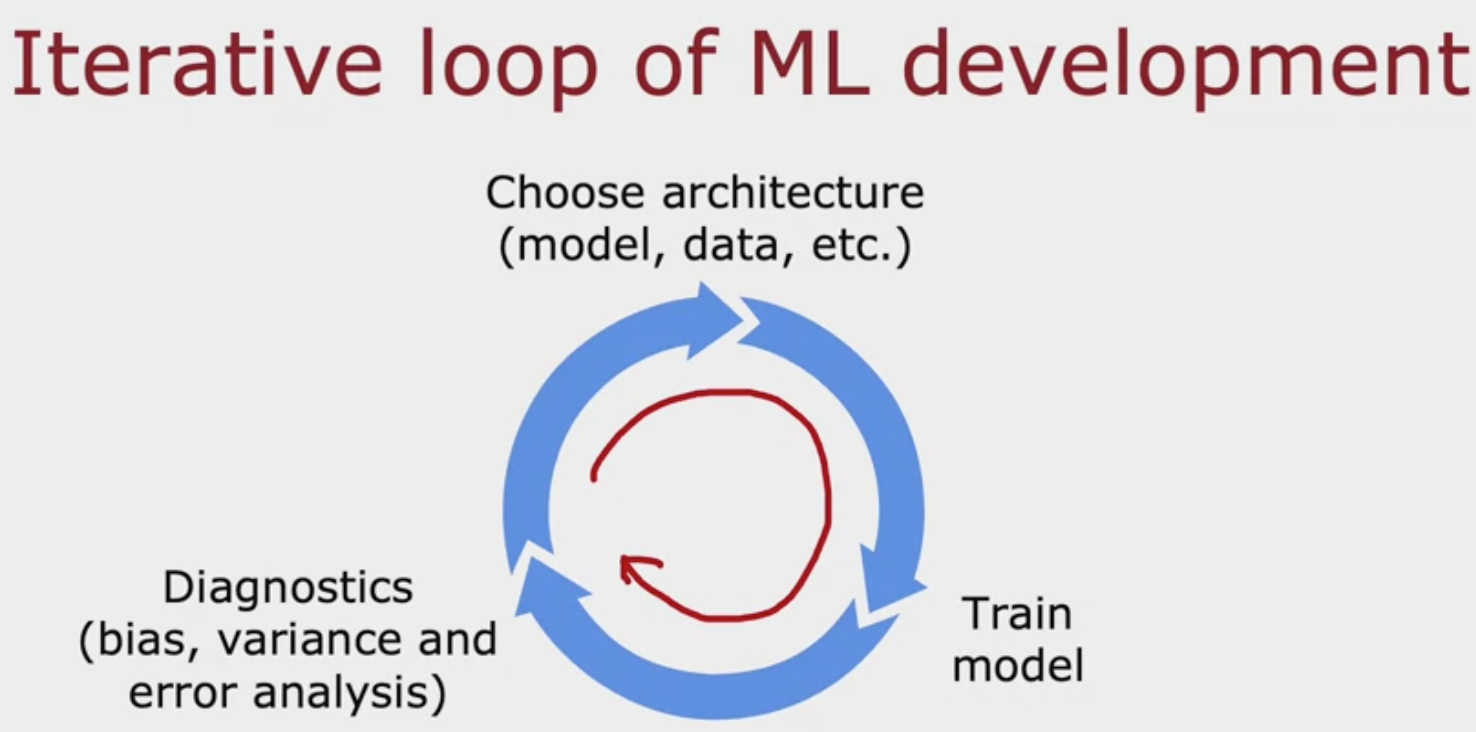 Iterative loop of ML development
Choose architecture
(model, data, etc.)
Diagnostics
(bias, variance and
error analysis)
Train
model